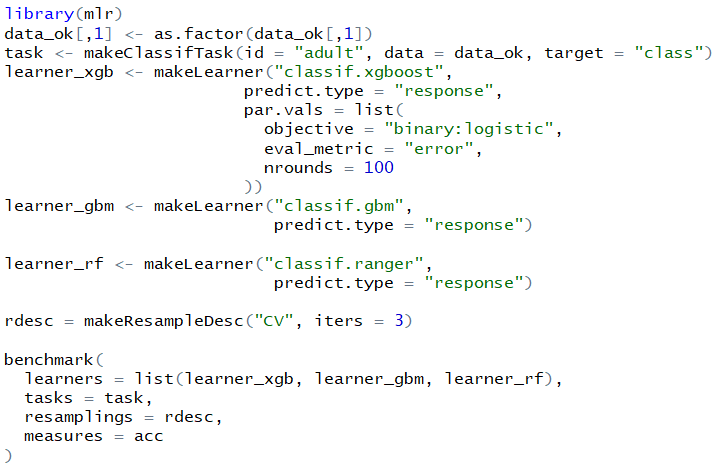 library(mlr)
data_ok[,1] <- as.factor(data_ok[,1])
task <- makeClassifTask(id = "adult", data = data_ok, target = "class")
learner_xgb <- makeLearner("classif.xgboost",
                        predict.type = "response",
                        par.vals = list(
                          objective = "binary:logistic",
                          eval_metric = "error",
                          nrounds = 100
                        ))
learner_gbm <- makeLearner("classif.gbm",
                           predict.type = "response")

learner_rf <- makeLearner("classif.ranger",
                           predict.type = "response")

rdesc = makeResampleDesc("CV", iters = 3)

benchmark(
  learners = list(learner_xgb, learner_gbm, learner_rf),
  tasks = task,
  resamplings = rdesc,
  measures = acc
)